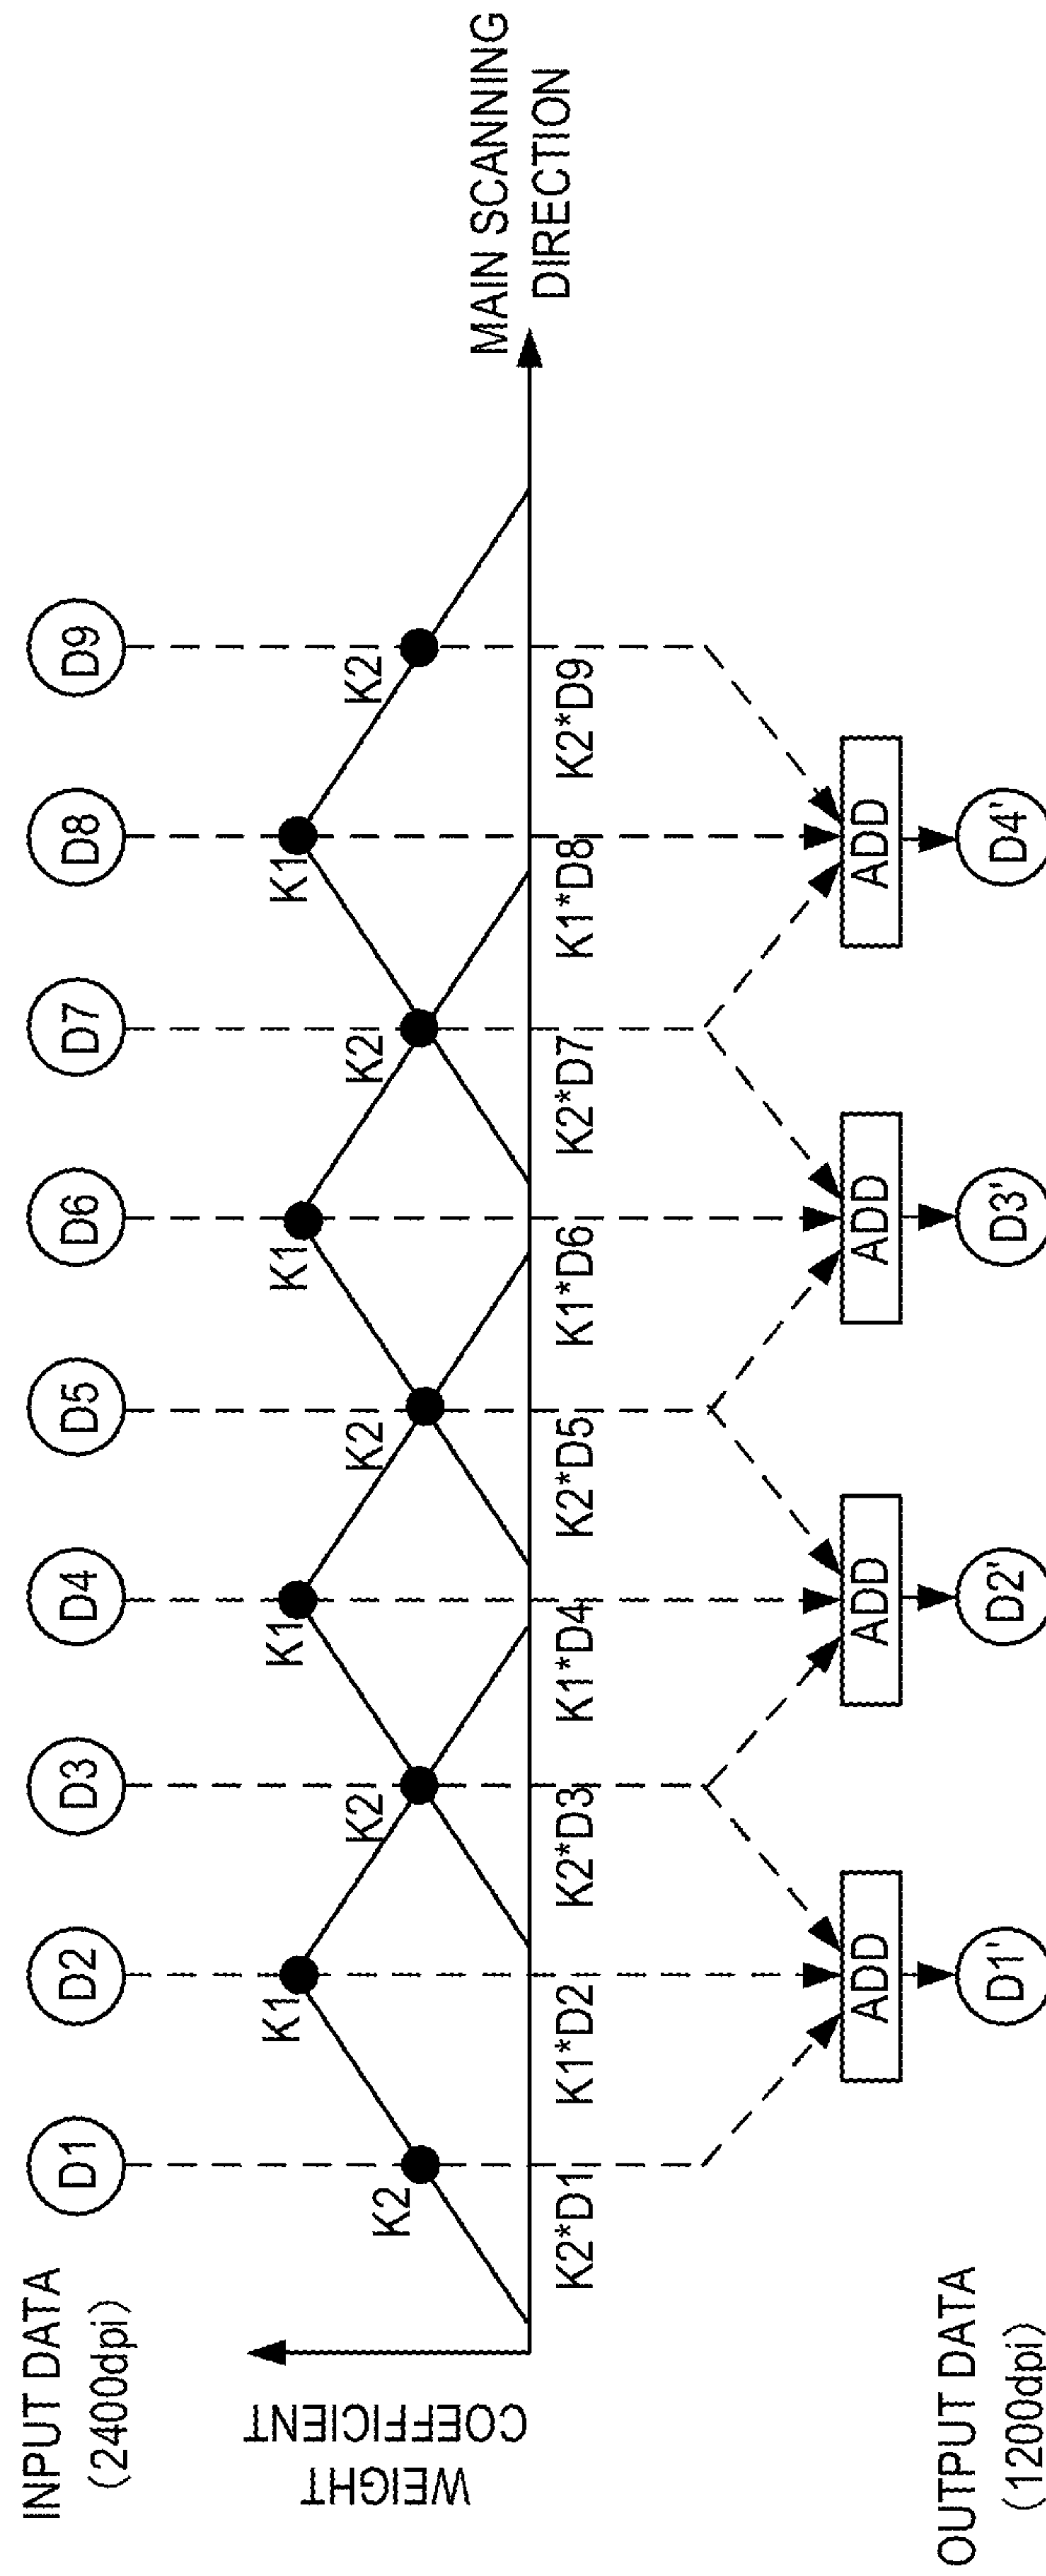 INPUT DATA
(2400dpi)
D1
D2
D3
D4
D5
D6
D7
D8
D9
WEIGHT
COEFFICIENT
K2
K1
K2
K1
K2
K1
K2
K1
K2
MAIN SCANNING
DIRECTION
K2*D1
K1*D2
K2*D3
K1*D4
K2*D5
K1*D6
K2*D7
K1*D8
K2*D9
ADD
ADD
ADD
ADD
OUTPUT DATA
(1200dpi)
D1'
D2'
D3'
D4'